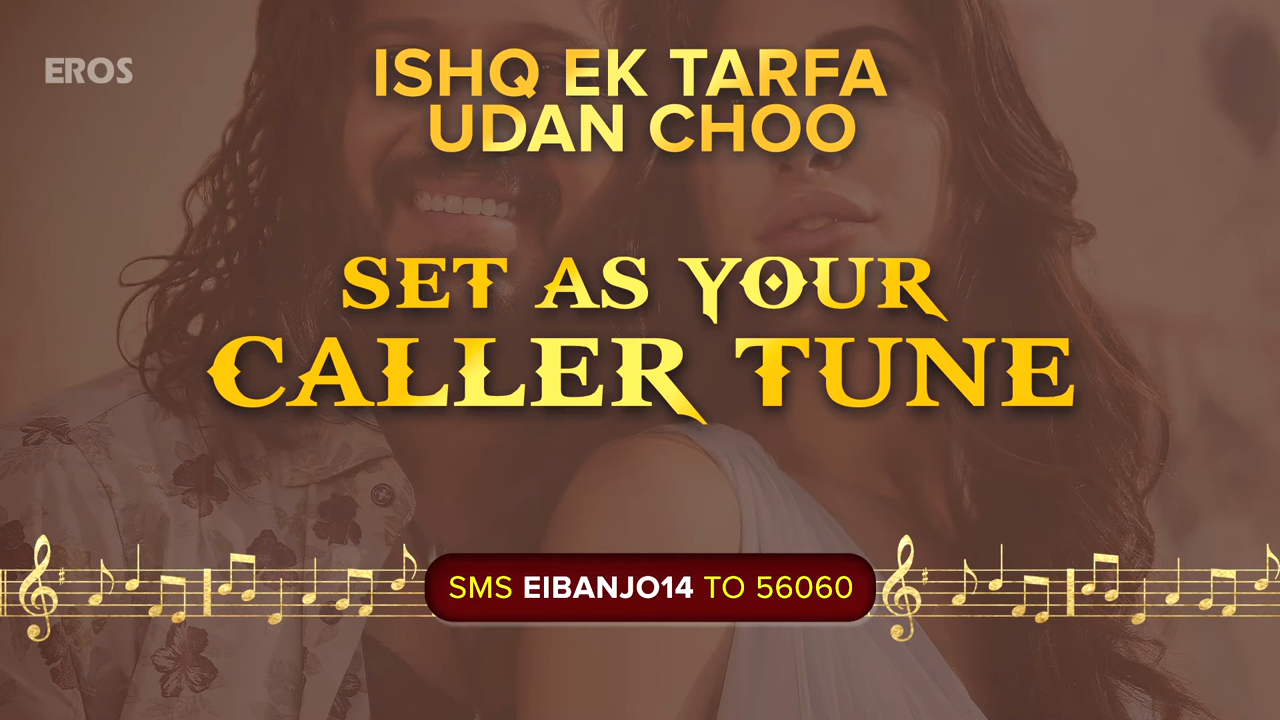 EROS
ISHQ EK TARFA
UDAN CHOO
SET AS YOUR
CALLER TUNE
SMS EIBANJO14 TO 56060